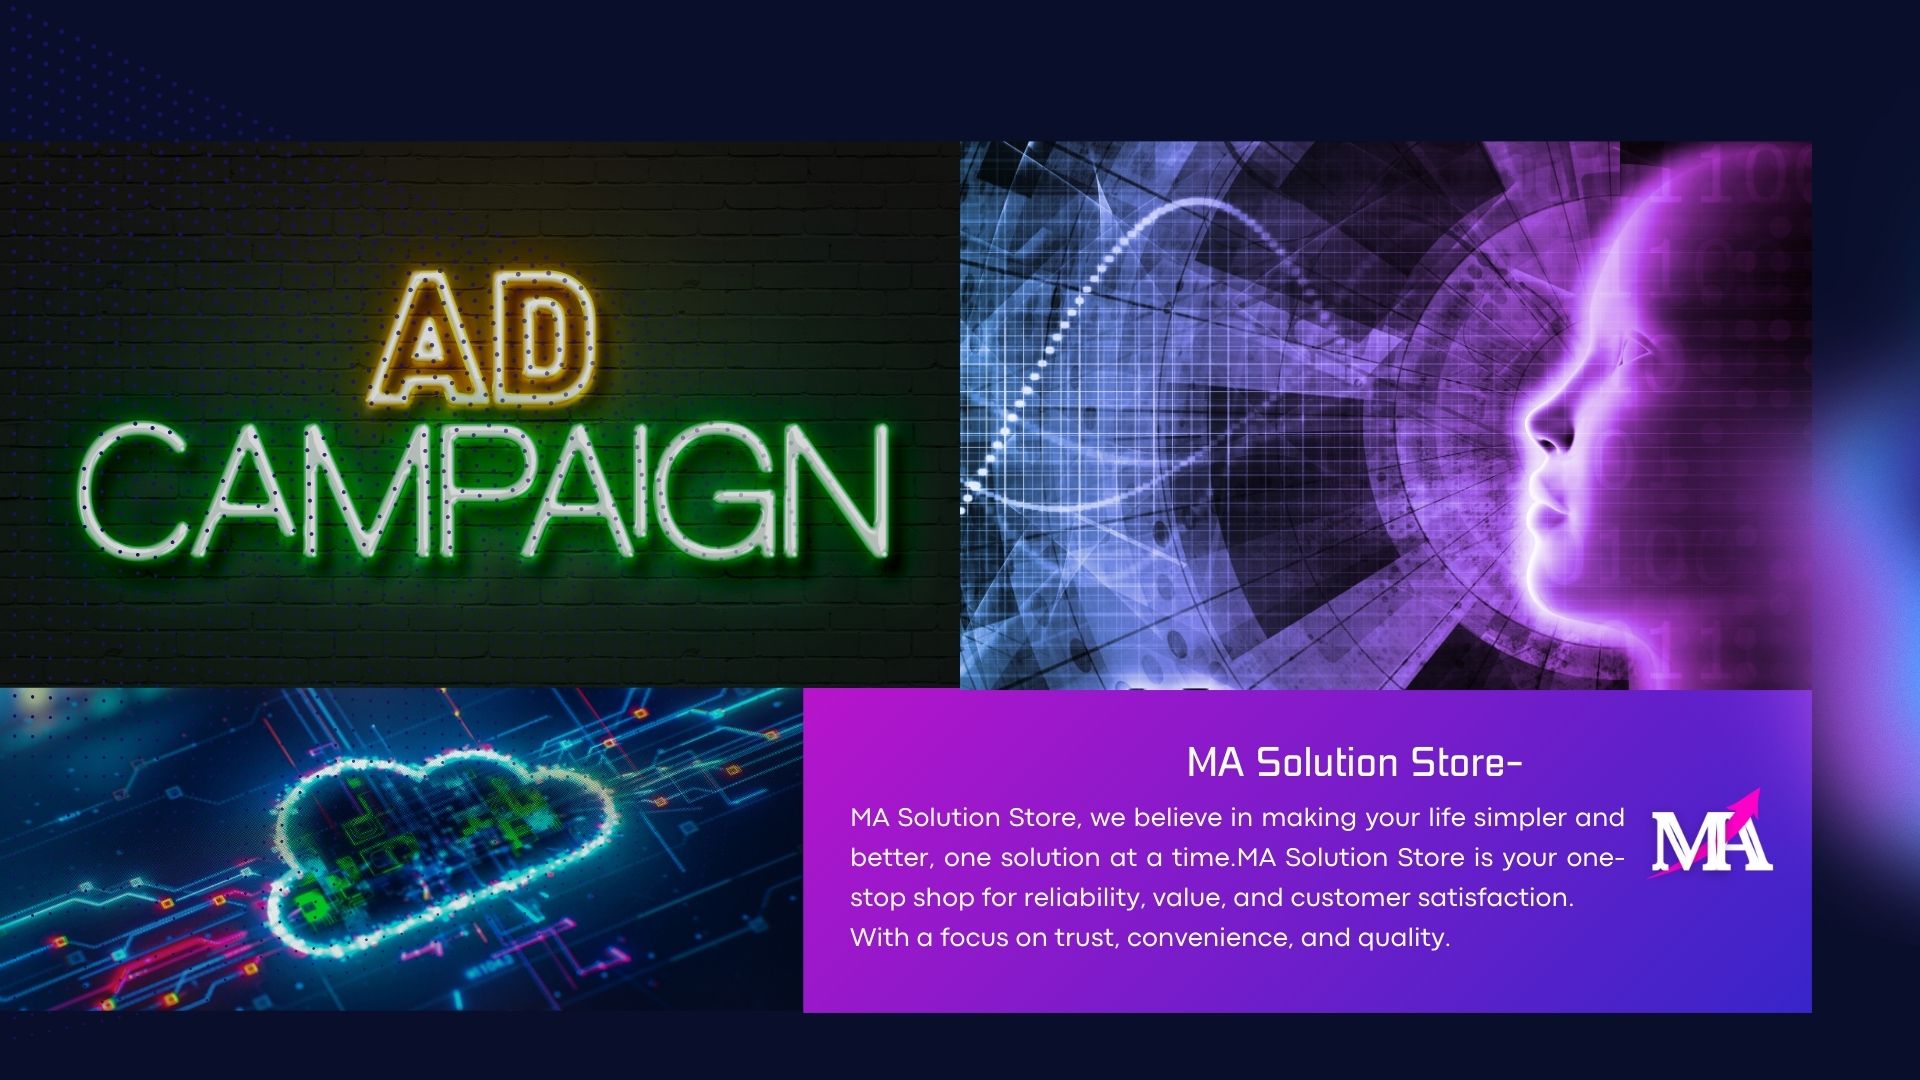 AD
CAMPAIGN
MA Solution Store-
MA Solution Store, we believe in making your life simpler and
better, one solution at a time.MA Solution Store is your one-
stop shop for reliability, value, and customer satisfaction.
With a focus on trust, convenience, and quality.
MA